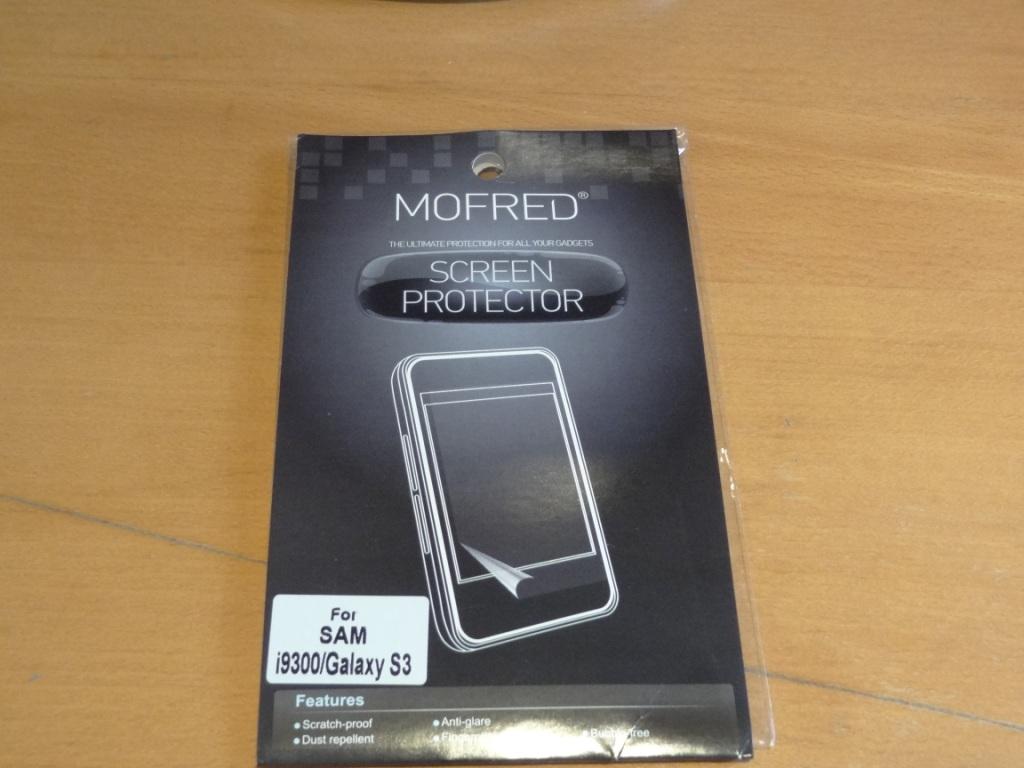 MOFRED®
THE ULTIMATE PROTECTION FOR ALL YOUR GADGETS
SCREEN
PROTECTOR
For
SAM
i9300/Galaxy S3
Features
Scratch-proof
Anti-glare
Dust repellent